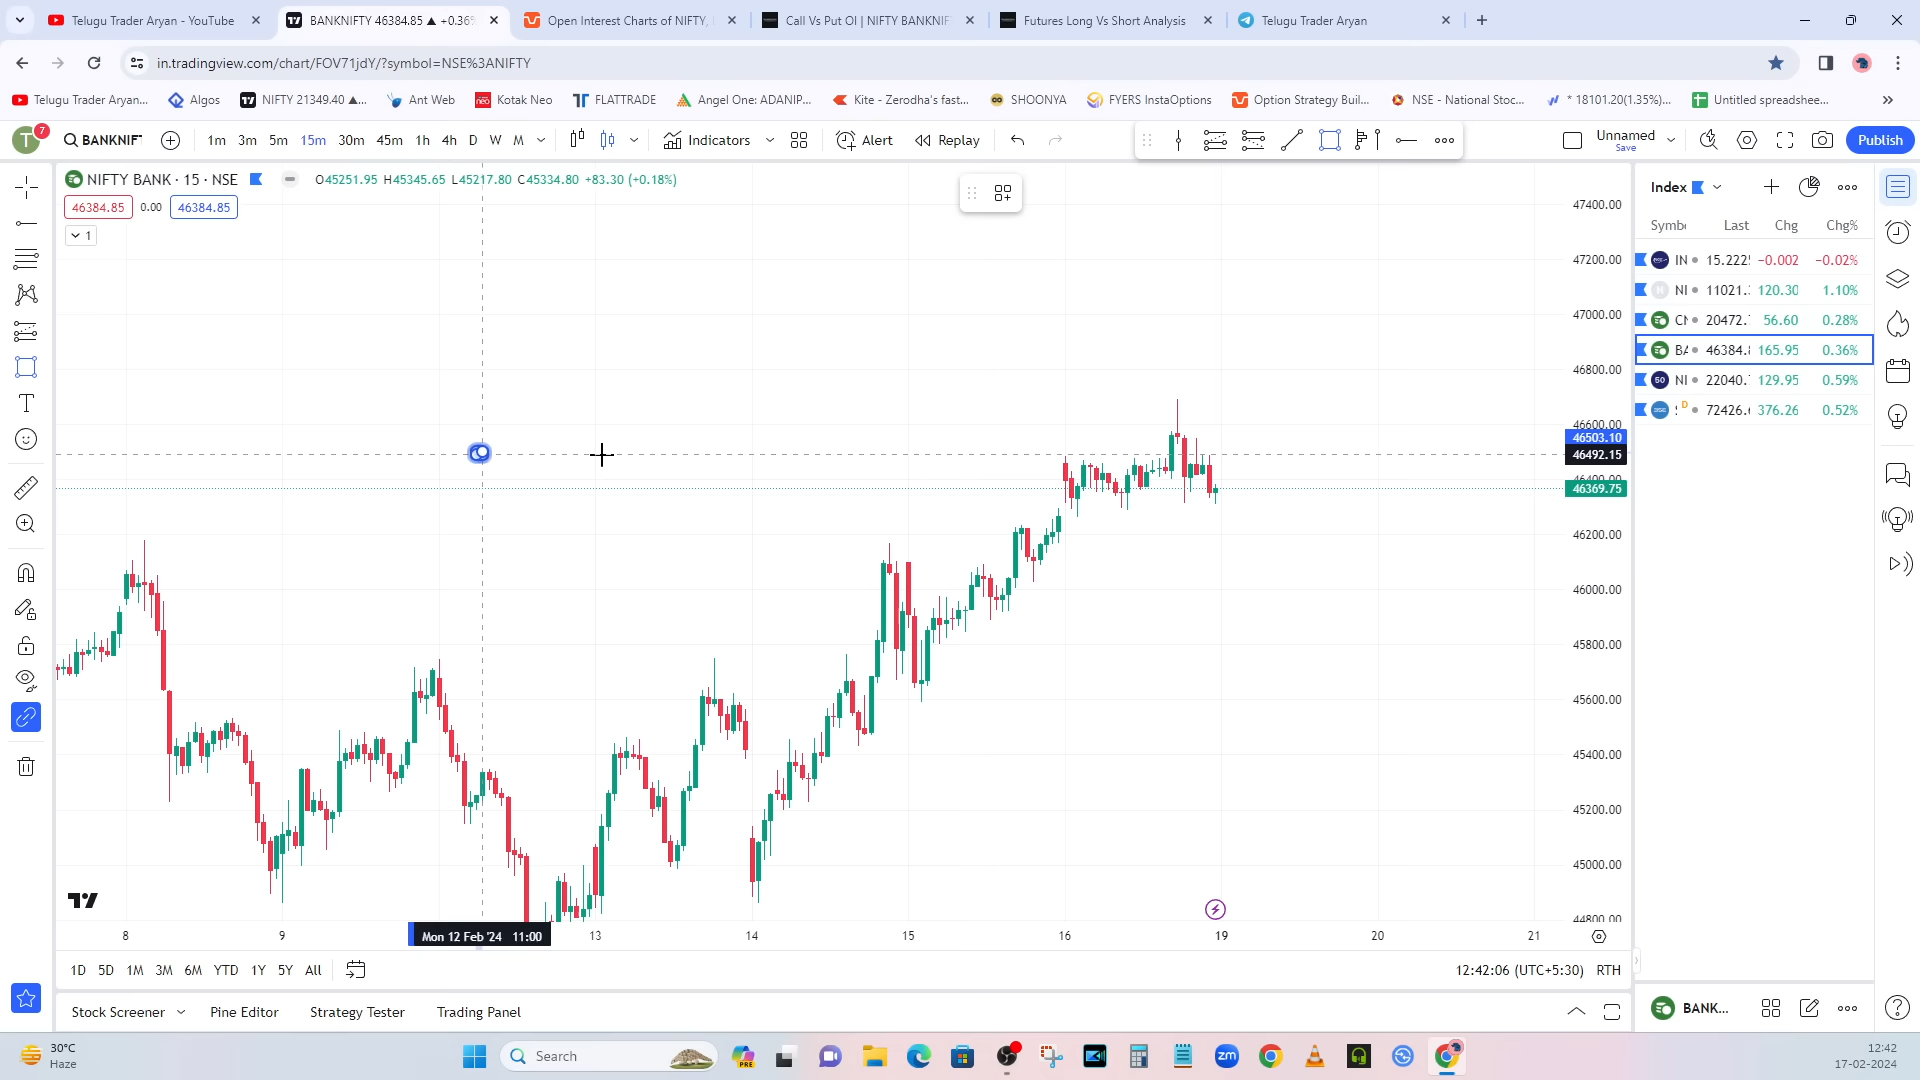 Telugu Trader Aryan - YouTube
BANKNIFTY 46384.85 ▲ +0.36%
Open Interest Charts of NIFTY,
Call Vs Put OI | NIFTY BANKNIF
Futures Long Vs Short Analysis
Telugu Trader Aryan
in.tradingview.com/chart/FOV71jdY/?symbol=NSE%3ANIFTY
Telugu Trader Aryan...
Algos
NIFTY 21349.40 ▲...
Ant Web
Kotak Neo
FLATTRADE
Angel One: ADANIP...
Kite - Zerodha's fast...
SHOONYA
FYERS InstaOptions
Option Strategy Buil...
NSE - National Stoc...
* 18101.20(1.35%)...
Untitled spreadshee...
T 7
BANKNIF
1m 3m 5m 15m 30m 45m 1h 4h D W M
Indicators
Alert
Replay
Unnamed
Save
Publish
NIFTY BANK · 15 · NSE
O45251.95 H45345.65 L45217.80 C45334.80 +83.30 (+0.18%)
46384.85 0.00 46384.85
1
47400.00
47200.00
47000.00
46800.00
46600.00
46503.10
46492.15
46400.00
46369.75
46200.00
46000.00
45800.00
45600.00
45400.00
45200.00
45000.00
44800.00
8 9 13 14 15 16 19 20 21
Mon 12 Feb '24 11:00
Index
Symb Last Chg Chg%
IN 15.222 -0.002 -0.02%
NI 11021. 120.30 1.10%
CN 20472. 56.60 0.28%
BA 46384.8 165.95 0.36%
50 NI 22040. 129.95 0.59%
D 72426.6 376.26 0.52%
1D 5D 1M 3M 6M YTD 1Y 5Y All
12:42:06 (UTC+5:30) RTH
Stock Screener
Pine Editor
Strategy Tester
Trading Panel
BANK...
30°C
Haze
Search
PRE
zm
12:42
17-02-2024